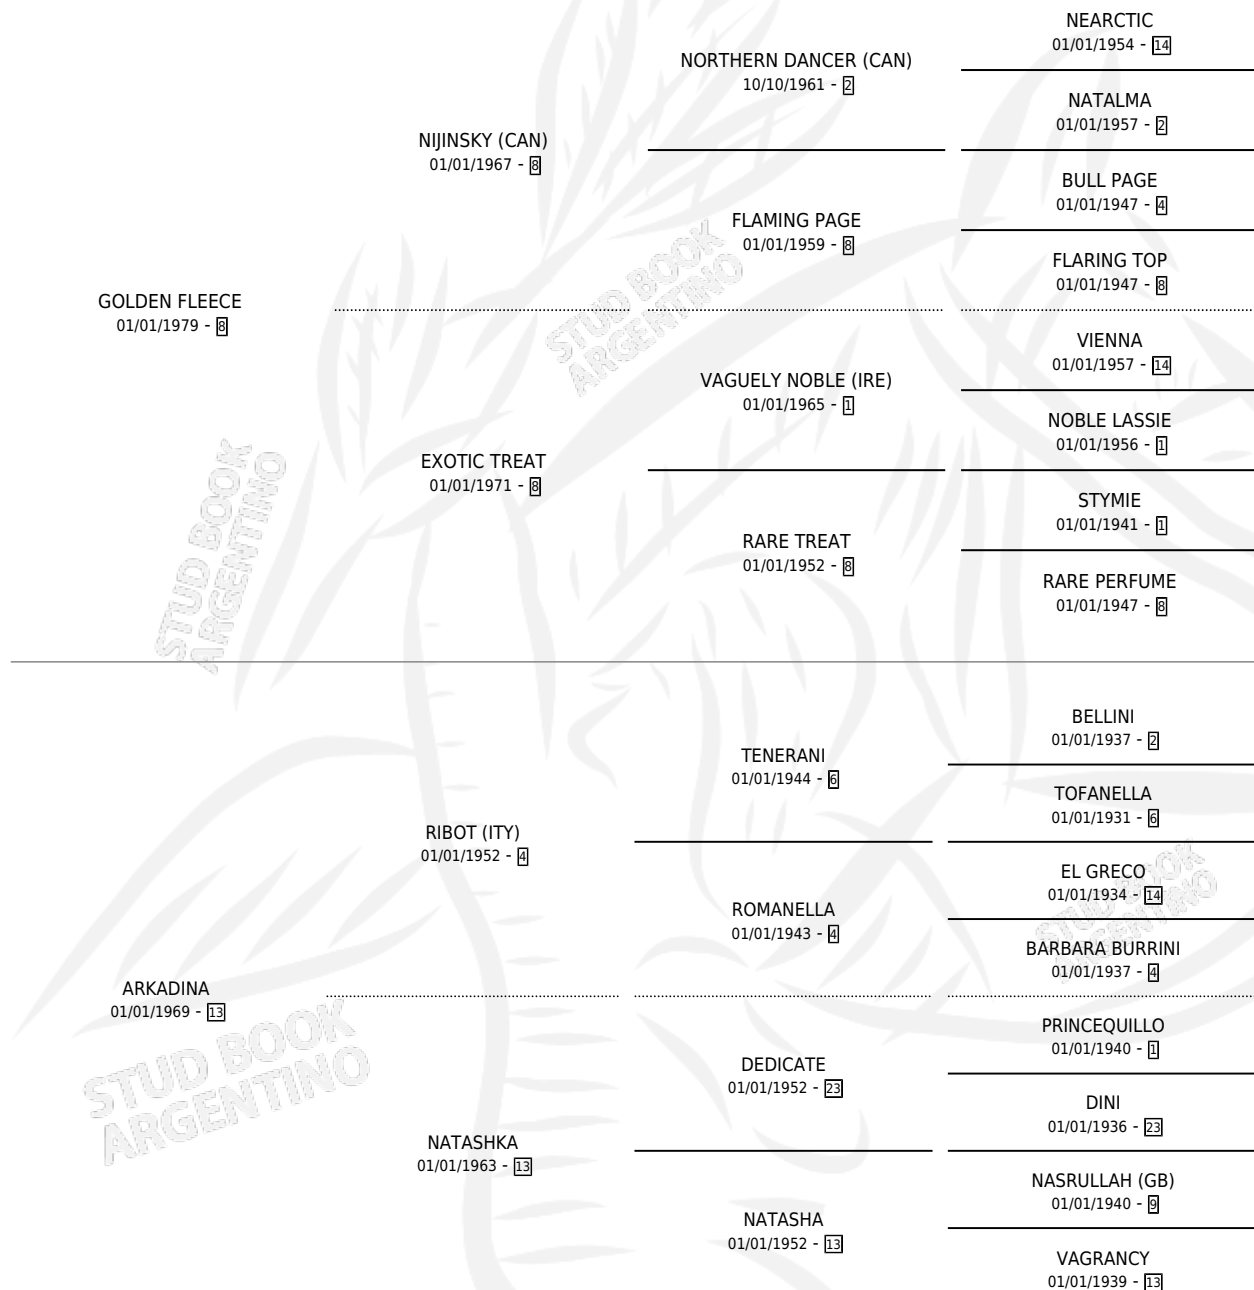 NEARCTIC
01/01/1954 - 14
NORTHERN DANCER (CAN)
10/10/1961 - 2
NATALMA
01/01/1957 - 2
NIJINSKY (CAN)
01/01/1967 - 8
BULL PAGE
01/01/1947 - 4
FLAMING PAGE
01/01/1959 - 8
FLARING TOP
01/01/1947 - 8
GOLDEN FLEECE
01/01/1979 - 8
VIENNA
01/01/1957 - 14
VAGUELY NOBLE (IRE)
01/01/1965 - 1
NOBLE LASSIE
01/01/1956 - 1
EXOTIC TREAT
01/01/1971 - 8
STYMIE
01/01/1941 - 1
RARE TREAT
01/01/1952 - 8
RARE PERFUME
01/01/1947 - 8
BELLINI
01/01/1937 - 2
TENERANI
01/01/1944 - 6
TOFANELLA
01/01/1931 - 6
RIBOT (ITY)
01/01/1952 - 4
EL GRECO
01/01/1934 - 14
ROMANELLA
01/01/1943 - 4
BARBARA BURRINI
01/01/1937 - 4
ARKADINA
01/01/1969 - 13
PRINCEQUILLO
01/01/1940 - 1
DEDICATE
01/01/1952 - 23
DINI
01/01/1936 - 23
NATASHKA
01/01/1963 - 13
NASRULLAH (GB)
01/01/1940 - 9
NATASHA
01/01/1952 - 13
VAGRANCY
01/01/1939 - 13
STUD BOOK
ARGENTINO
STUD BOOK
ARGENTINO
STUD BOOK
ARGENTINO
STUD BOOK
ARGENTINO